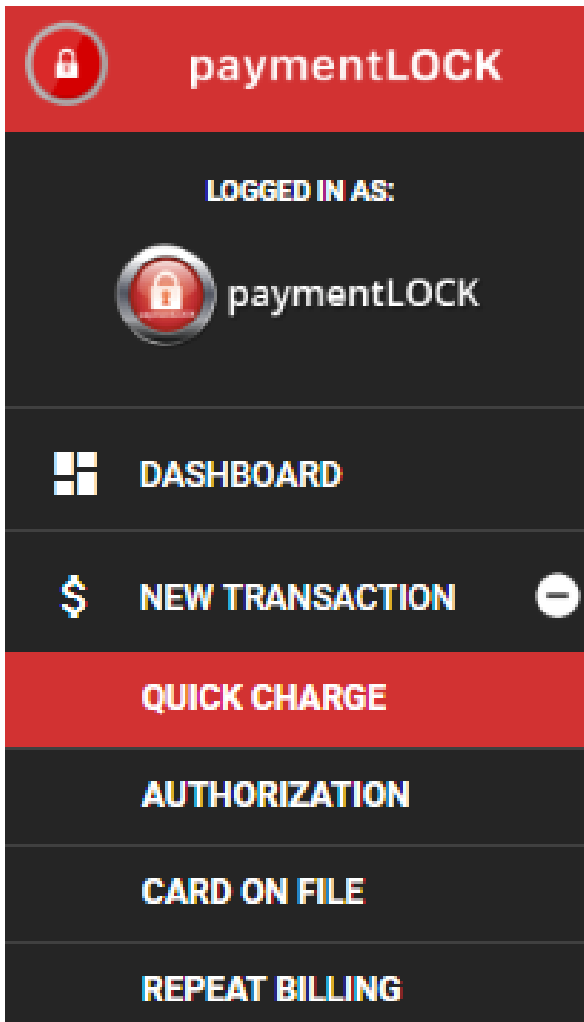 paymentLOCK
LOGGED IN AS:
paymentLOCK
DASHBOARD
$ NEW TRANSACTION
QUICK CHARGE
AUTHORIZATION
CARD ON FILE
REPEAT BILLING